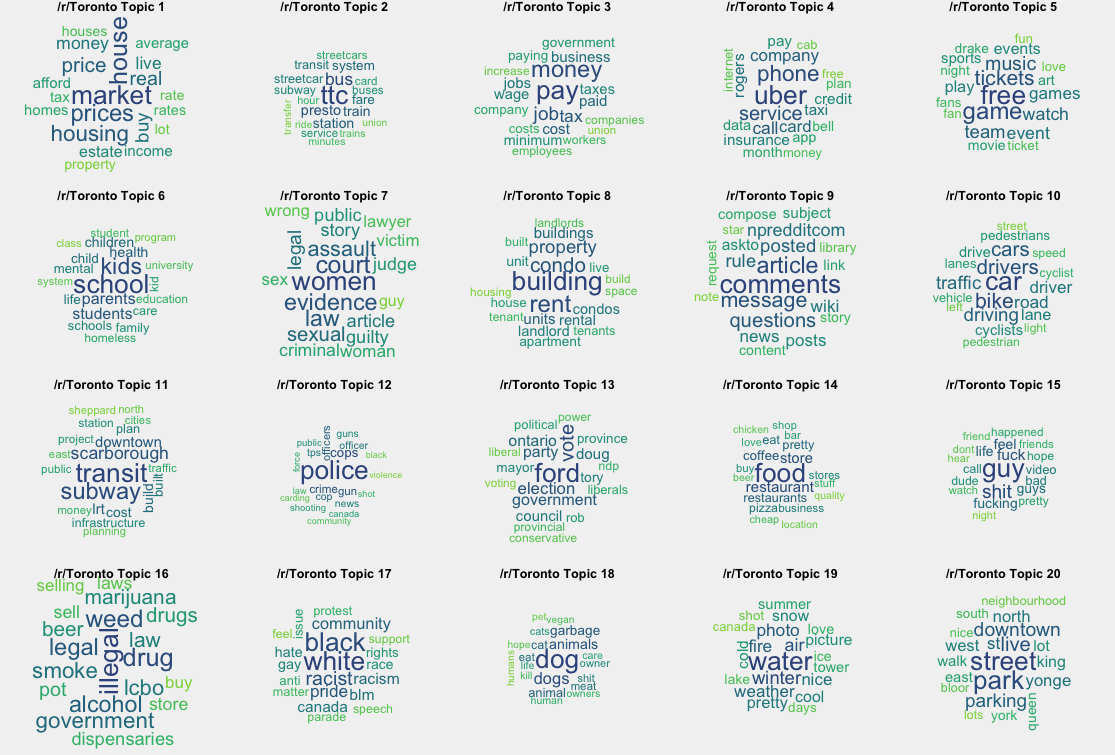 /r/Toronto Topic 1
houses
money
house
average
price
live
afford
real
tax
market
rate
homes
prices
rates
housing
buy
lot
estate
income
property
/r/Toronto Topic 2
streetcars
transit
system
streetcar
bus
card
subway
buses
hour
ttc
fare
transfer
presto
train
ride
station
union
service
trains
minutes
/r/Toronto Topic 3
government
paying
business
increase
money
jobs
taxes
wage
pay
paid
company
job
tax
companies
costs
cost
union
minimum
workers
employees
/r/Toronto Topic 4
pay
cab
company
internet
rogers
phone
free
plan
uber
credit
service
taxi
data
call
card
bell
insurance
app
month
money
/r/Toronto Topic 5
fun
drake
events
sports
music
love
night
tickets
art
play
free
games
fans
fan
game
watch
team
event
movie
ticket
/r/Toronto Topic 6
student
class
children
program
health
child
kids
mental
university
system
school
kid
life
parents
education
students
care
schools
family
homeless
/r/Toronto Topic 7
wrong
public
lawyer
story
legal
assault
victim
court
judge
sex
women
evidence
guy
law
article
sexual
guilty
criminal
woman
/r/Toronto Topic 8
landlords
buildings
built
property
unit
condo
live
building
build
housing
space
house
rent
condos
tenant
units
rental
landlord
tenants
apartment
/r/Toronto Topic 9
compose
subject
star
npredditcom
askto
posted
library
request
rule
article
link
comments
note
message
wiki
questions
story
news
posts
content
/r/Toronto Topic 10
street
pedestrians
drive
cars
speed
lanes
drivers
cyclist
traffic
car
driver
vehicle
bike
road
left
driving
lane
cyclists
light
pedestrian
/r/Toronto Topic 11
sheppard
north
cities
station
plan
project
downtown
east
scarborough
public
transit
traffic
subway
build
built
money
lrt
cost
infrastructure
planning
/r/Toronto Topic 12
guns
officers
public
officer
tps
cops
black
force
police
violence
law
crime
gun
shot
carding
cop
shooting
news
canada
community
/r/Toronto Topic 13
power
political
vote
ontario
province
liberal
party
doug
mayor
ford
ndp
tory
voting
election
liberals
government
council
rob
provincial
conservative
/r/Toronto Topic 14
chicken
shop
bar
love
eat
pretty
coffee
store
buy
food
stores
beer
stuff
restaurant
quality
restaurants
pizza
business
cheap
location
/r/Toronto Topic 15
happened
friend
feel
friends
dont
life
fuck
hope
hear
call
guy
video
dude
bad
watch
shit
guys
fucking
pretty
night
/r/Toronto Topic 16
selling
laws
marijuana
sell
weed
drugs
beer
legal
illegal
law
drug
smoke
pot
lcbo
buy
alcohol
store
government
dispensaries
/r/Toronto Topic 17
protest
issue
community
feel
black
support
hate
rights
gay
white
race
anti
racist
racism
matter
pride
blm
canada
speech
parade
/r/Toronto Topic 18
pet
vegan
cats
garbage
hope
cat
animals
eat
dog
care
life
owner
humans
kill
dogs
shit
meat
animal
human
/r/Toronto Topic 19
summer
shot
snow
canada
photo
love
cold
fire
air
picture
water
ice
tower
lake
winter
nice
weather
cool
pretty
days
/r/Toronto Topic 20
neighbourhood
south
north
nice
downtown
west
st
live
lot
walk
street
king
east
park
yonge
bloor
parking
queen
lots
york